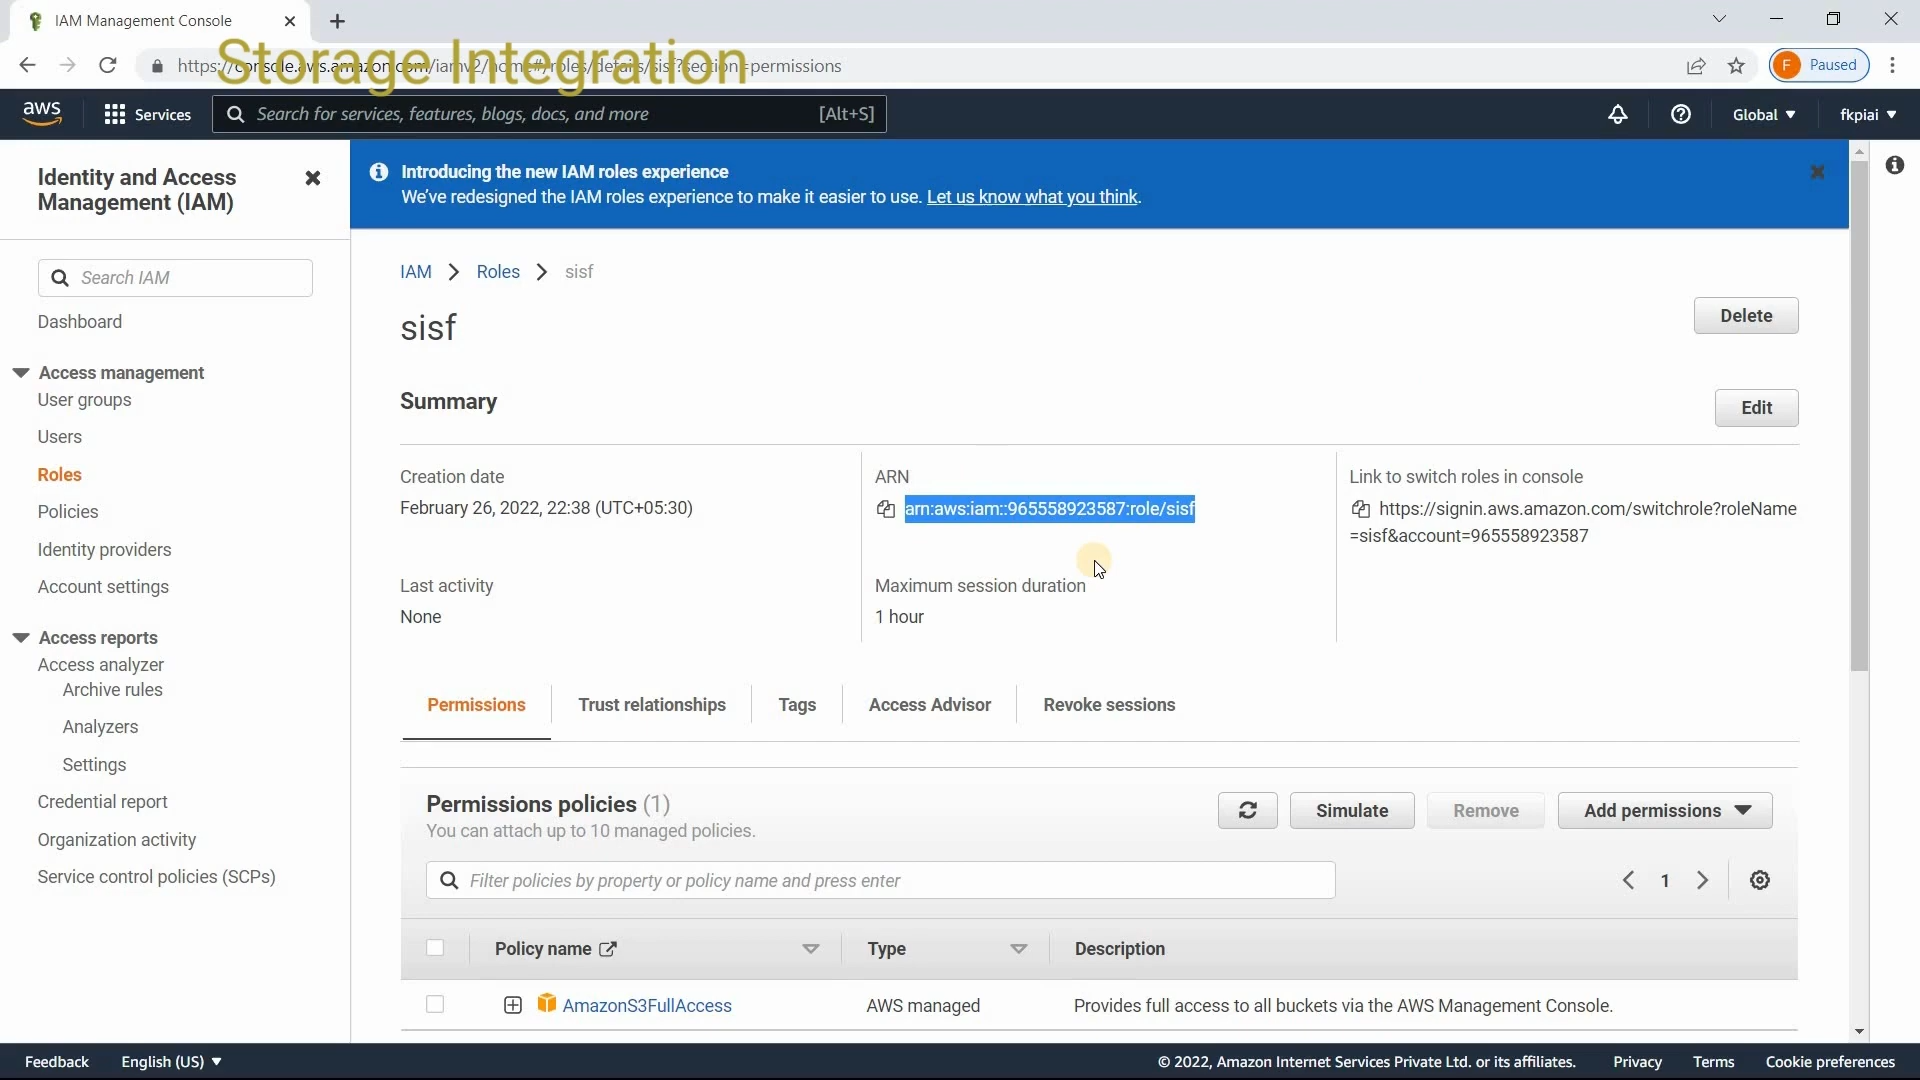 IAM Management Console
Storage Integration
https://console.aws.amazon.com/iamv2/home#/roles/details/sisf?section=permissions
F Paused
aws
Services
Search for services, features, blogs, docs, and more [Alt+S]
Global
fkpiai
Identity and Access
Management (IAM)
Search IAM
Dashboard
Access management
User groups
Users
Roles
Policies
Identity providers
Account settings
Access reports
Access analyzer
Archive rules
Analyzers
Settings
Credential report
Organization activity
Service control policies (SCPs)
Introducing the new IAM roles experience
We've redesigned the IAM roles experience to make it easier to use. Let us know what you think.
IAM > Roles > sisf
sisf
Delete
Summary
Edit
Creation date
February 26, 2022, 22:38 (UTC+05:30)
ARN
arn:aws:iam::965558923587:role/sisf
Link to switch roles in console
https://signin.aws.amazon.com/switchrole?roleName
=sisf&account=965558923587
Last activity
None
Maximum session duration
1 hour
Permissions
Trust relationships
Tags
Access Advisor
Revoke sessions
Permissions policies (1)
You can attach up to 10 managed policies.
Simulate
Remove
Add permissions
Filter policies by property or policy name and press enter
1
Policy name
Type
Description
AmazonS3FullAccess
AWS managed
Provides full access to all buckets via the AWS Management Console.
Feedback
English (US)
© 2022, Amazon Internet Services Private Ltd. or its affiliates.
Privacy
Terms
Cookie preferences